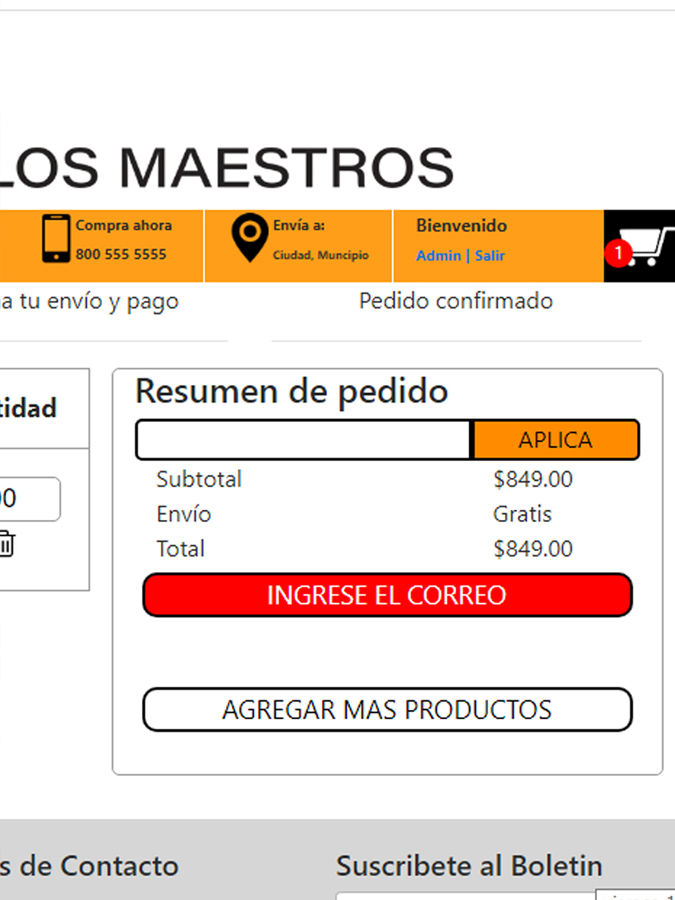 LOS MAESTROS
Compra ahora
800 555 5555
Envía a:
Ciudad, Muncipio
Bienvenido
Admin | Salir
1
a tu envío y pago
Pedido confirmado
tidad
00
Resumen de pedido
APLICA
Subtotal $849.00
Envío Gratis
Total $849.00
INGRESE EL CORREO
AGREGAR MAS PRODUCTOS
s de Contacto
Suscribete al Boletin